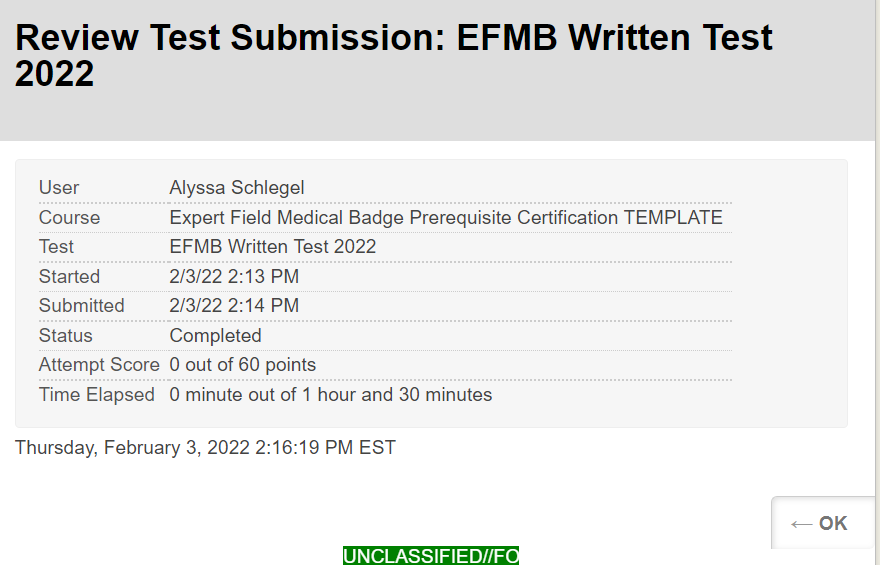 Review Test Submission: EFMB Written Test
2022
User Alyssa Schlegel
Course Expert Field Medical Badge Prerequisite Certification TEMPLATE
Test EFMB Written Test 2022
Started 2/3/22 2:13 PM
Submitted 2/3/22 2:14 PM
Status Completed
Attempt Score 0 out of 60 points
Time Elapsed 0 minute out of 1 hour and 30 minutes
Thursday, February 3, 2022 2:16:19 PM EST
← OK
UNCLASSIFIED//FO